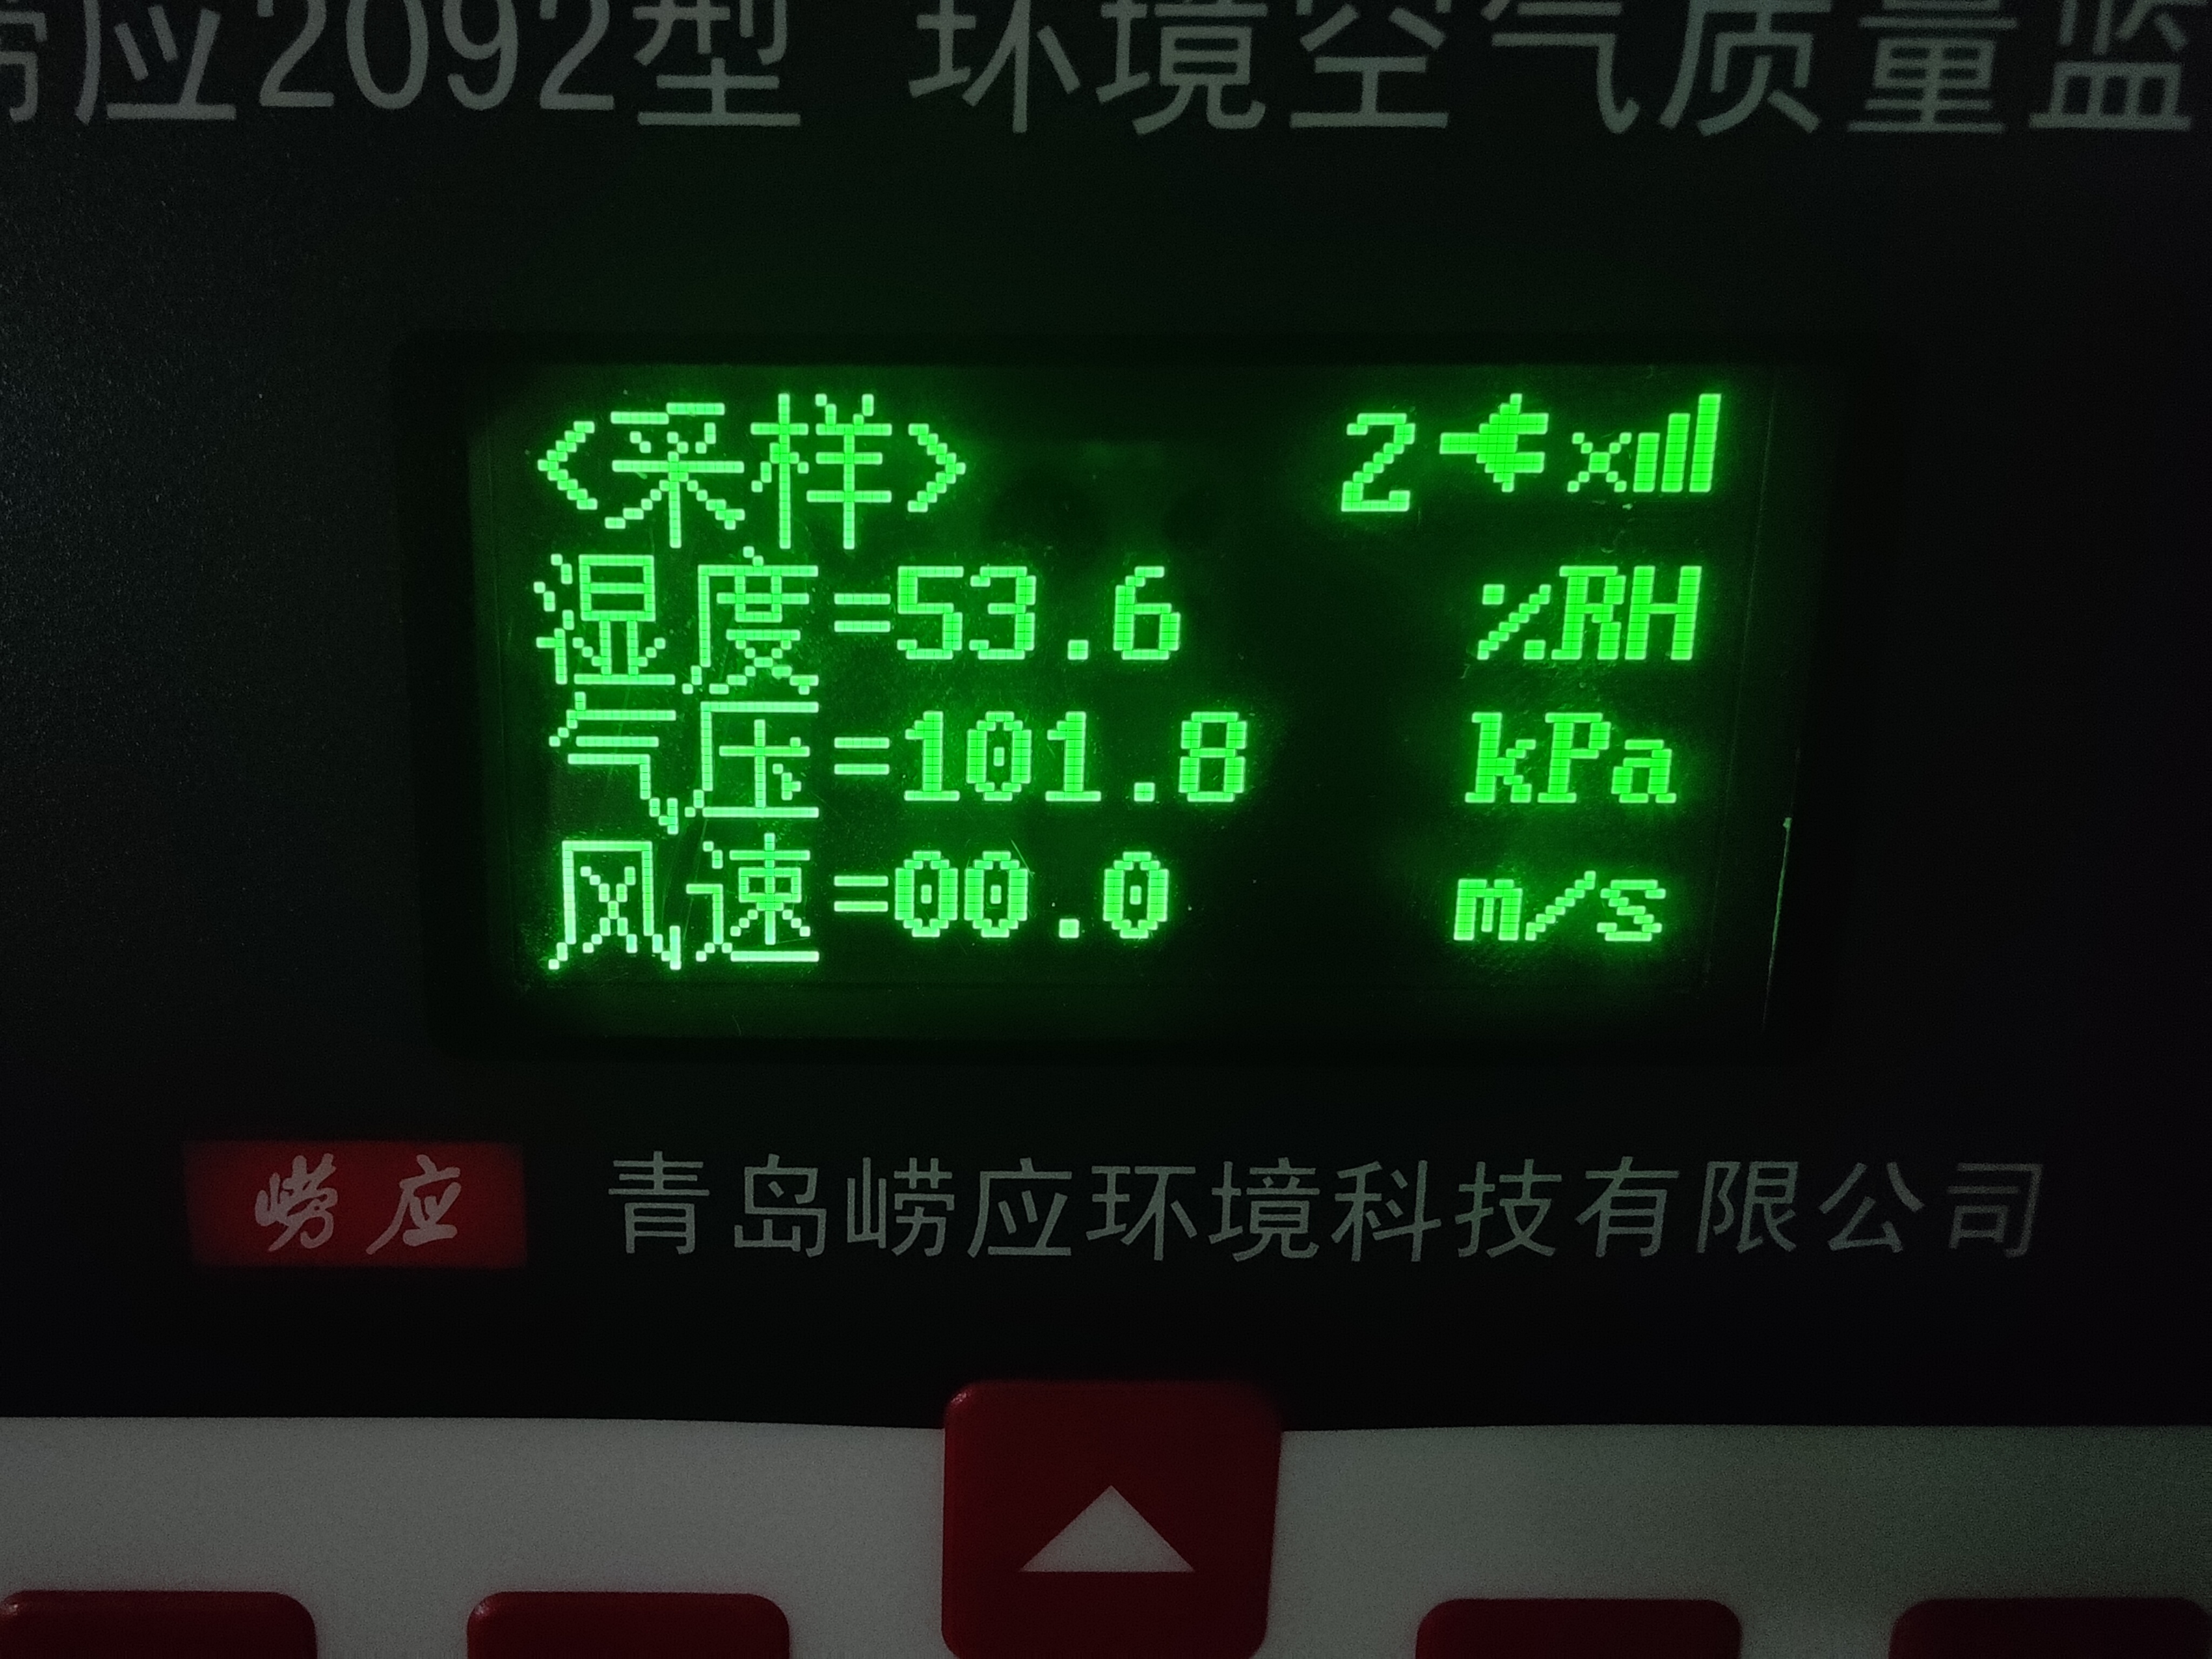 崂应2092型 环境空气质量监
<采样> 2 x
湿度=53.6 %RH
气压=101.8 kPa
风速=00.0 m/s
崂应 青岛崂应环境科技有限公司